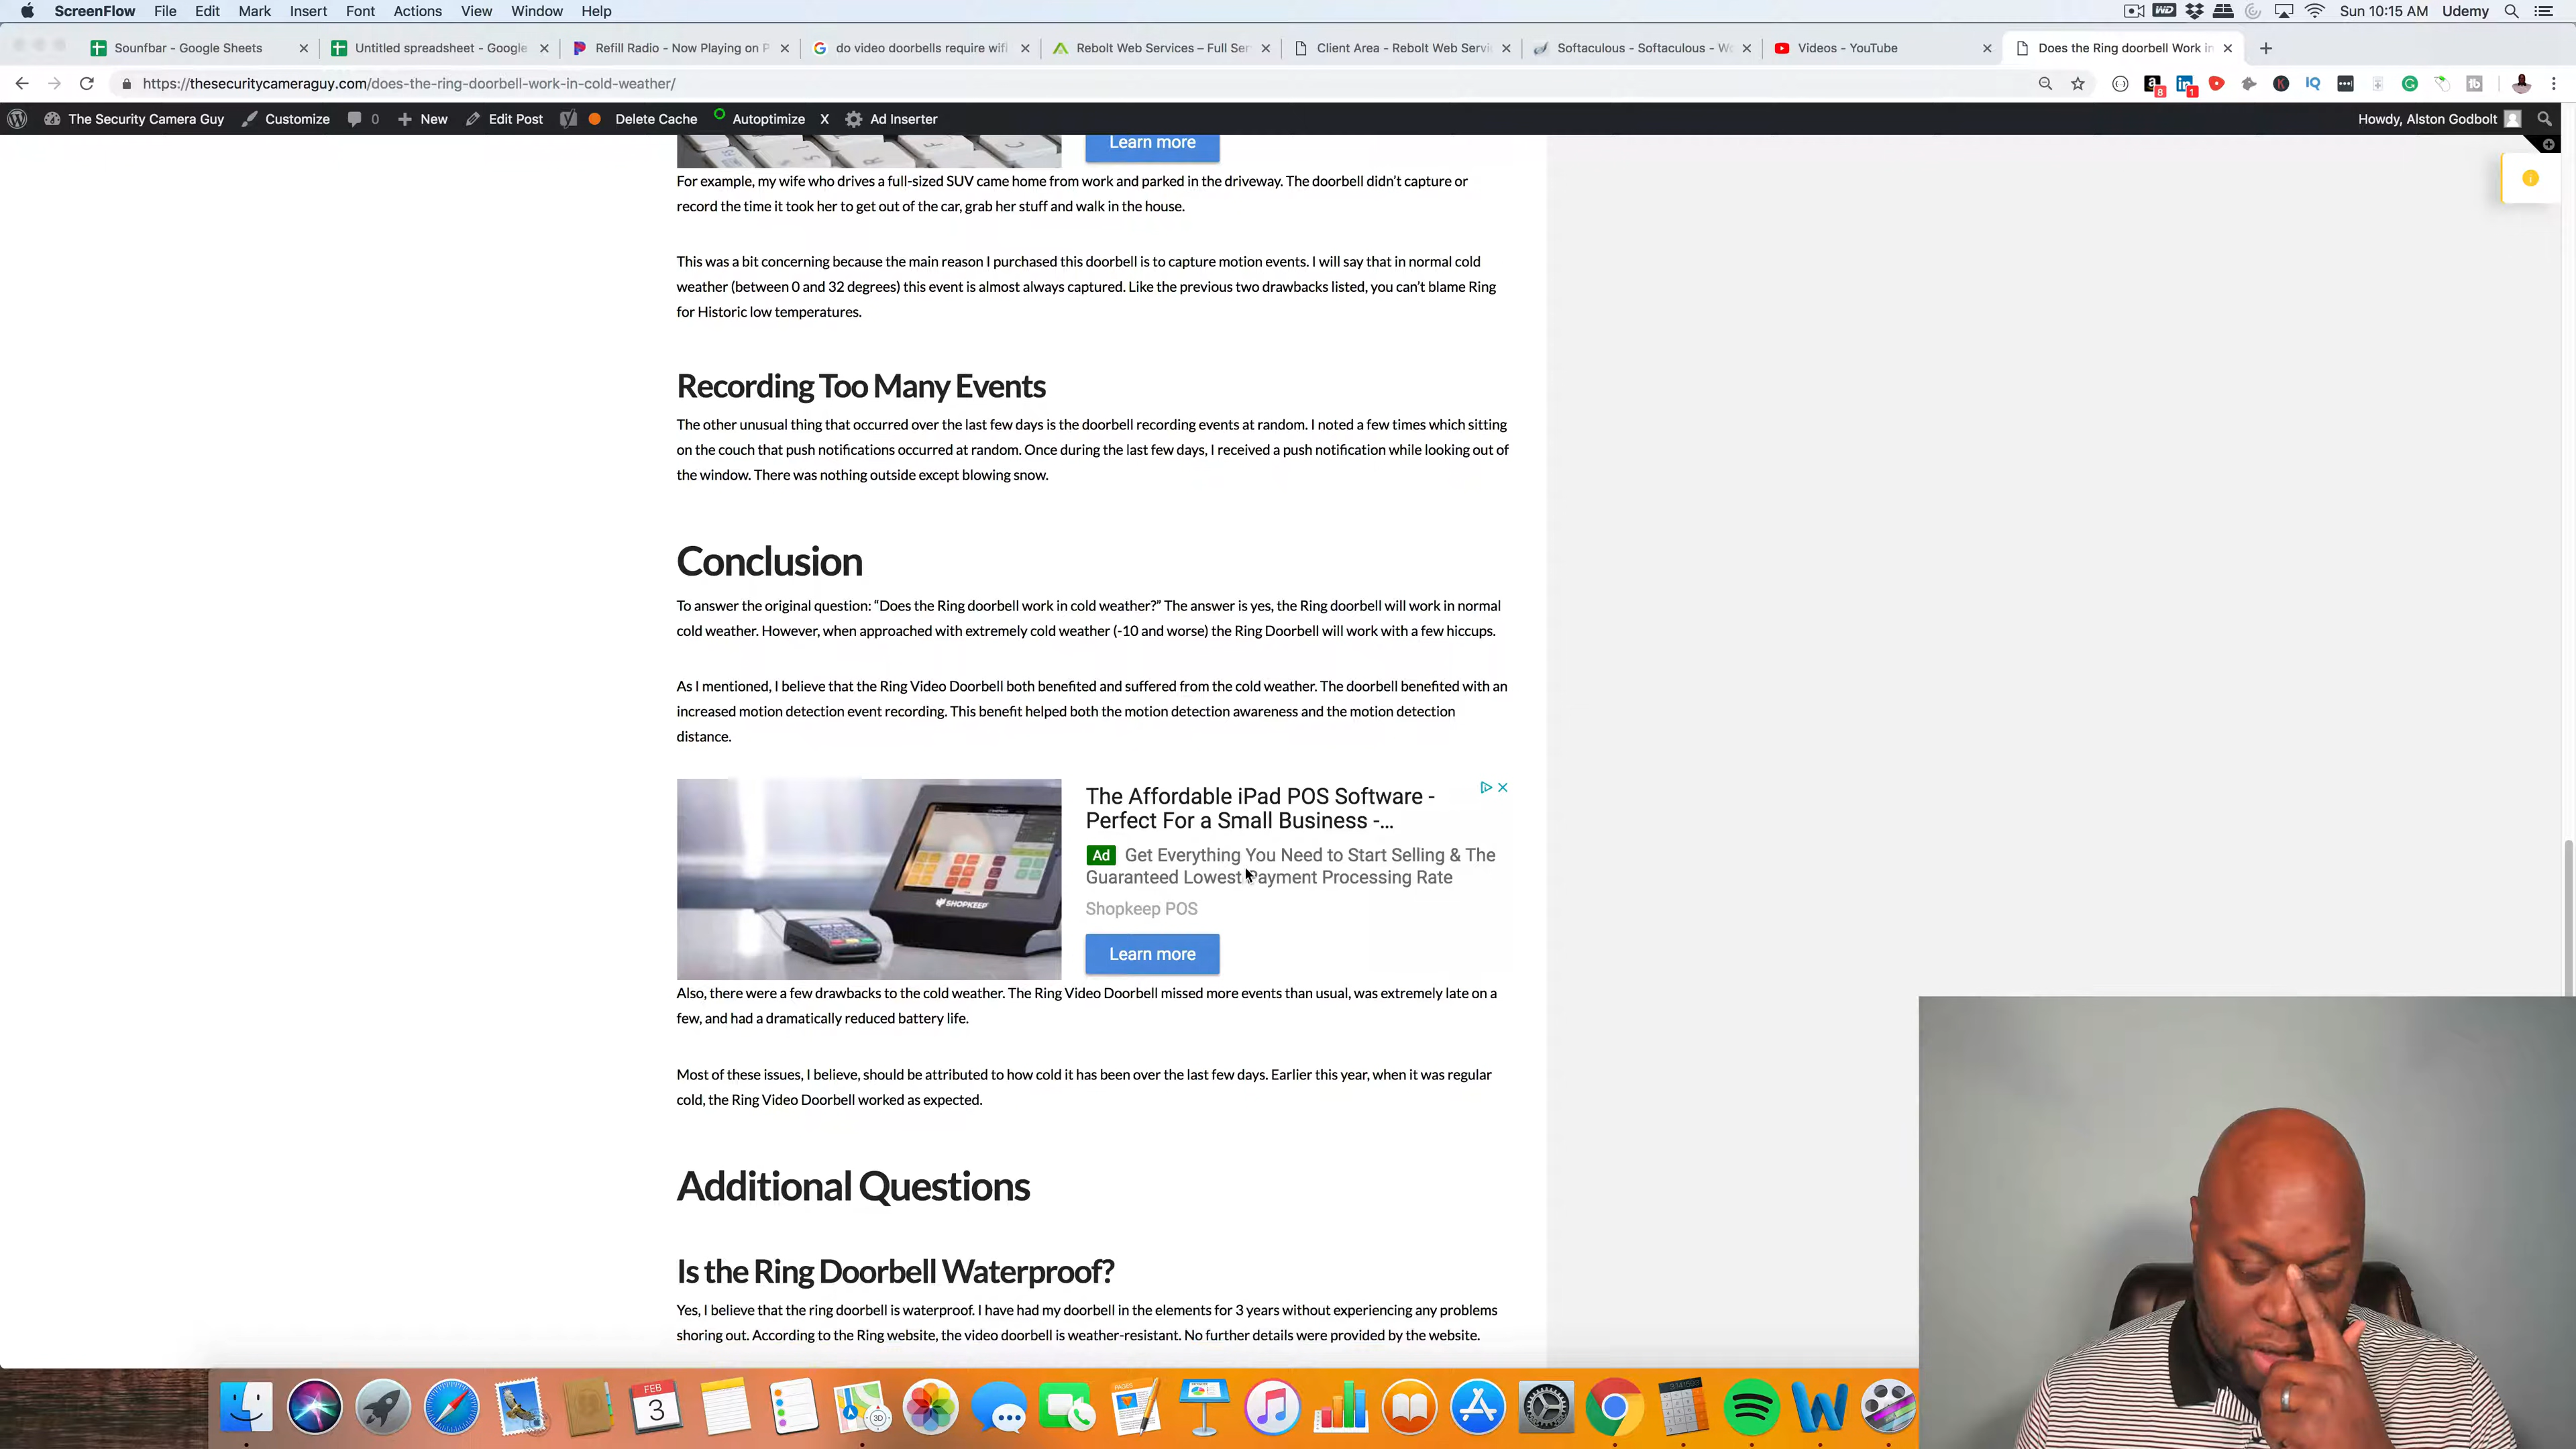 ScreenFlow File Edit Mark Insert Font Actions View Window Help
WD Sun 10:15 AM Udemy
Sounfbar - Google Sheets Untitled spreadsheet - Google Refill Radio - Now Playing on P do video doorbells require wifi Rebolt Web Services – Full Ser Client Area - Rebolt Web Servi Softaculous - Softaculous - Wo Videos - YouTube Does the Ring doorbell Work in
https://thesecuritycameraguy.com/does-the-ring-doorbell-work-in-cold-weather/
The Security Camera Guy Customize 0 New Edit Post Delete Cache Autoptimize X Ad Inserter Howdy, Alston Godbolt
Learn more
For example, my wife who drives a full-sized SUV came home from work and parked in the driveway. The doorbell didn't capture or
record the time it took her to get out of the car, grab her stuff and walk in the house.
This was a bit concerning because the main reason I purchased this doorbell is to capture motion events. I will say that in normal cold
weather (between 0 and 32 degrees) this event is almost always captured. Like the previous two drawbacks listed, you can't blame Ring
for Historic low temperatures.
Recording Too Many Events
The other unusual thing that occurred over the last few days is the doorbell recording events at random. I noted a few times which sitting
on the couch that push notifications occurred at random. Once during the last few days, I received a push notification while looking out of
the window. There was nothing outside except blowing snow.
Conclusion
To answer the original question: “Does the Ring doorbell work in cold weather?” The answer is yes, the Ring doorbell will work in normal
cold weather. However, when approached with extremely cold weather (-10 and worse) the Ring Doorbell will work with a few hiccups.
As I mentioned, I believe that the Ring Video Doorbell both benefited and suffered from the cold weather. The doorbell benefited with an
increased motion detection event recording. This benefit helped both the motion detection awareness and the motion detection
distance.
The Affordable iPad POS Software -
Perfect For a Small Business -...
Ad Get Everything You Need to Start Selling & The
Guaranteed Lowest Payment Processing Rate
Shopkeep POS
Learn more
SHOPKEEP
Also, there were a few drawbacks to the cold weather. The Ring Video Doorbell missed more events than usual, was extremely late on a
few, and had a dramatically reduced battery life.
Most of these issues, I believe, should be attributed to how cold it has been over the last few days. Earlier this year, when it was regular
cold, the Ring Video Doorbell worked as expected.
Additional Questions
Is the Ring Doorbell Waterproof?
Yes, I believe that the ring doorbell is waterproof. I have had my doorbell in the elements for 3 years without experiencing any problems
shoring out. According to the Ring website, the video doorbell is weather-resistant. No further details were provided by the website.
FEB
3